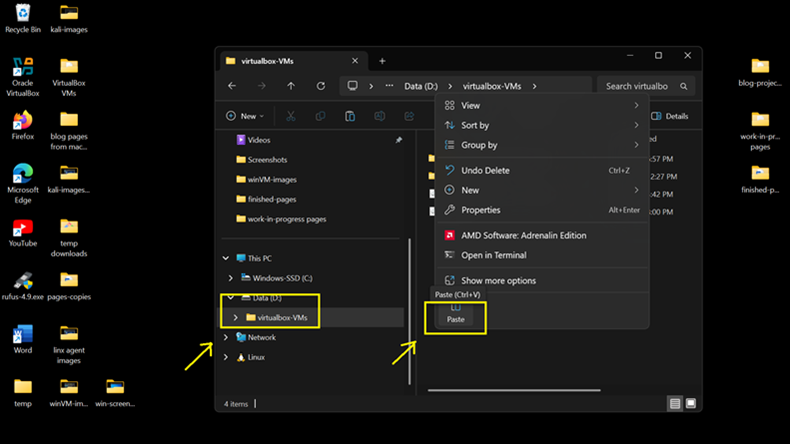 Recycle Bin
kali-images
Oracle
VirtualBox
VirtualBox
VMs
Firefox
blog pages
from mac...
Microsoft
Edge
kali-images...
YouTube
temp
downloads
rufus-4.9.exe
pages-copies
Word
linx agent
images
temp
winVM-im...
win-screen...
virtualbox-VMs
Data (D:)
virtualbox-VMs
Search virtualbo
New
Details
Videos
Screenshots
winVM-images
finished-pages
work-in-progress pages
This PC
Windows-SSD (C:)
Data (D:)
virtualbox-VMs
Network
Linux
4 items
View
Sort by
Group by
Undo Delete Ctrl+Z
New
Properties Alt+Enter
AMD Software: Adrenalin Edition
Open in Terminal
Show more options
Paste (Ctrl+V)
Paste
:57 PM
2:27 PM
:42 PM
:00 PM
blog-projec...
work-in-pro...
pages
finished-p...